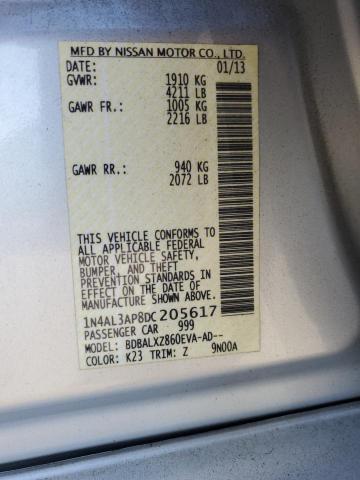 MFD BY NISSAN MOTOR CO., LTD.
DATE: 01/13
GVWR: 1910 KG
4211 LB
GAWR FR.: 1005 KG
2216 LB
GAWR RR.: 940 KG
2072 LB
THIS VEHICLE CONFORMS TO
ALL APPLICABLE FEDERAL
MOTOR VEHICLE SAFETY,
BUMPER, AND THEFT
PREVENTION STANDARDS IN
EFFECT ON THE DATE OF
MANUFACTURE SHOWN ABOVE.
1N4AL3AP8DC205617
PASSENGER CAR 999
MODEL: BDBALXZ860EVA-AD--
COLOR: K23 TRIM: Z 9N00A